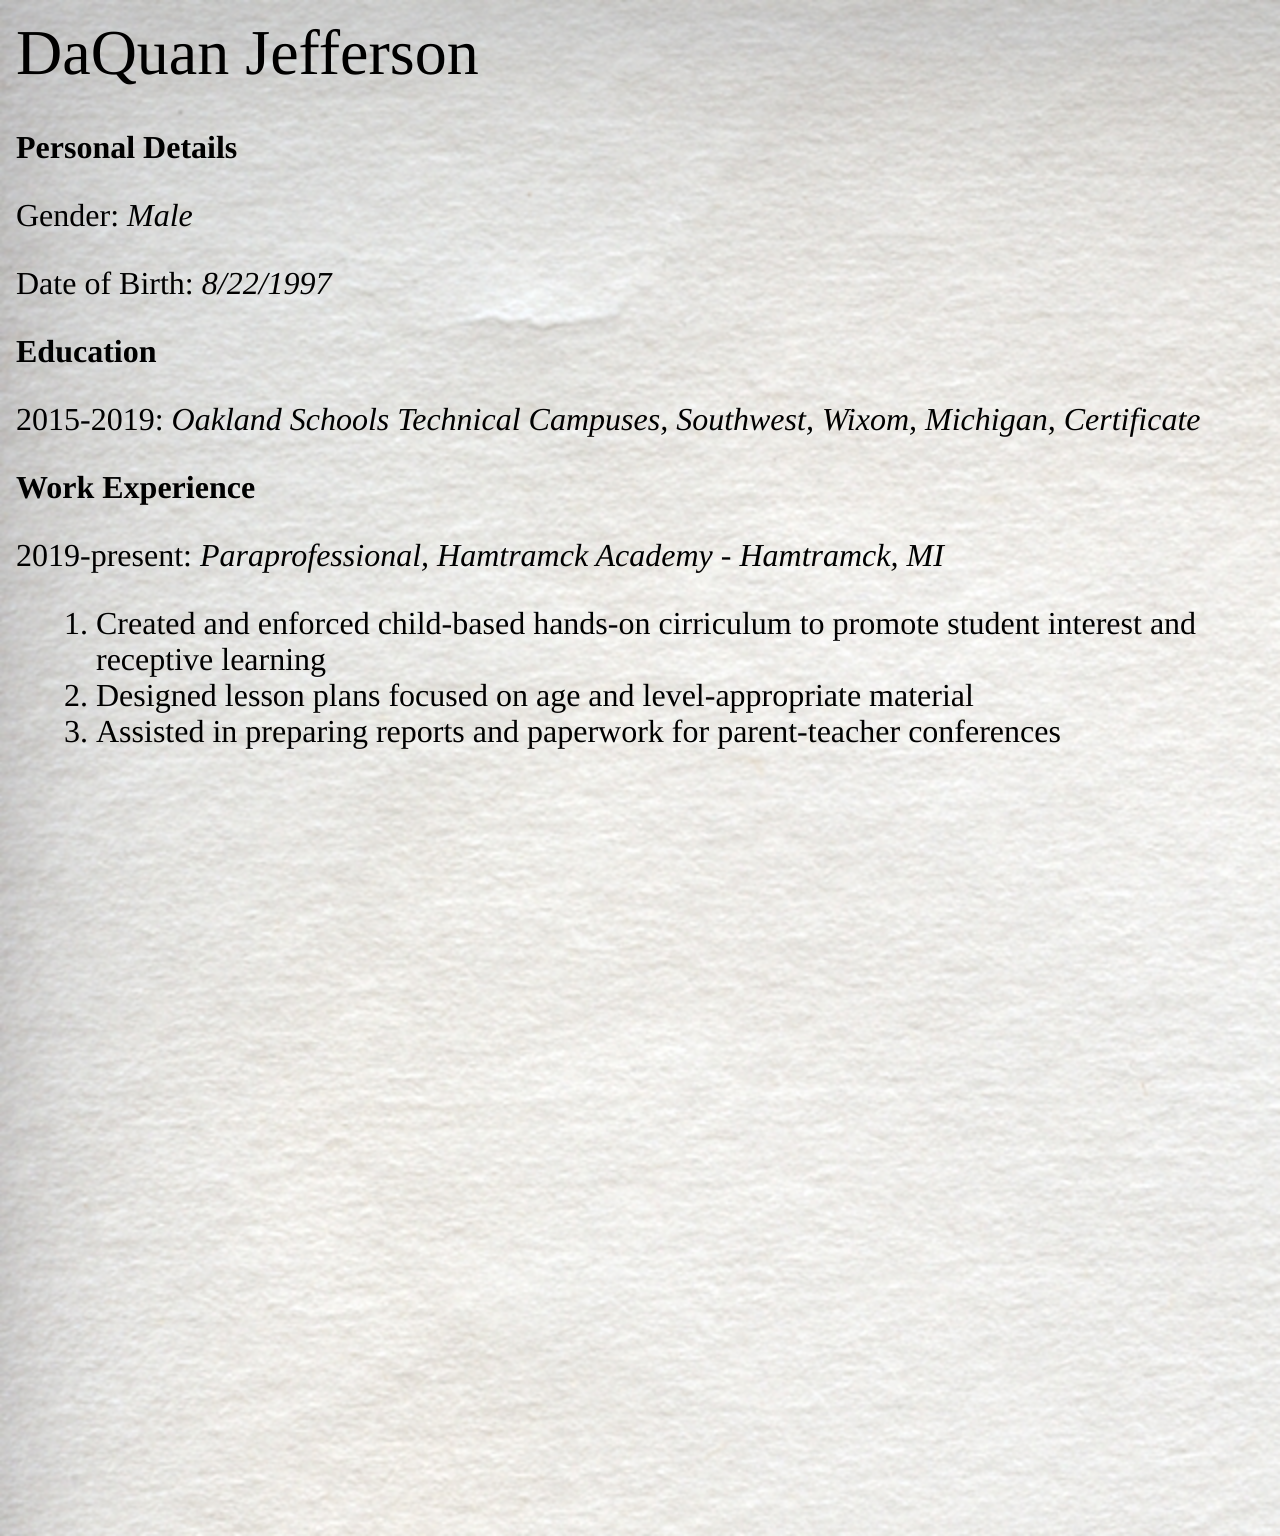 DaQuan Jefferson
Personal Details
Gender: Male
Date of Birth: 8/22/1997
Education
2015-2019: Oakland Schools Technical Campuses, Southwest, Wixom, Michigan, Certificate
Work Experience
2019-present: Paraprofessional, Hamtramck Academy - Hamtramck, MI
1. Created and enforced child-based hands-on cirriculum to promote student interest and
receptive learning
2. Designed lesson plans focused on age and level-appropriate material
3. Assisted in preparing reports and paperwork for parent-teacher conferences